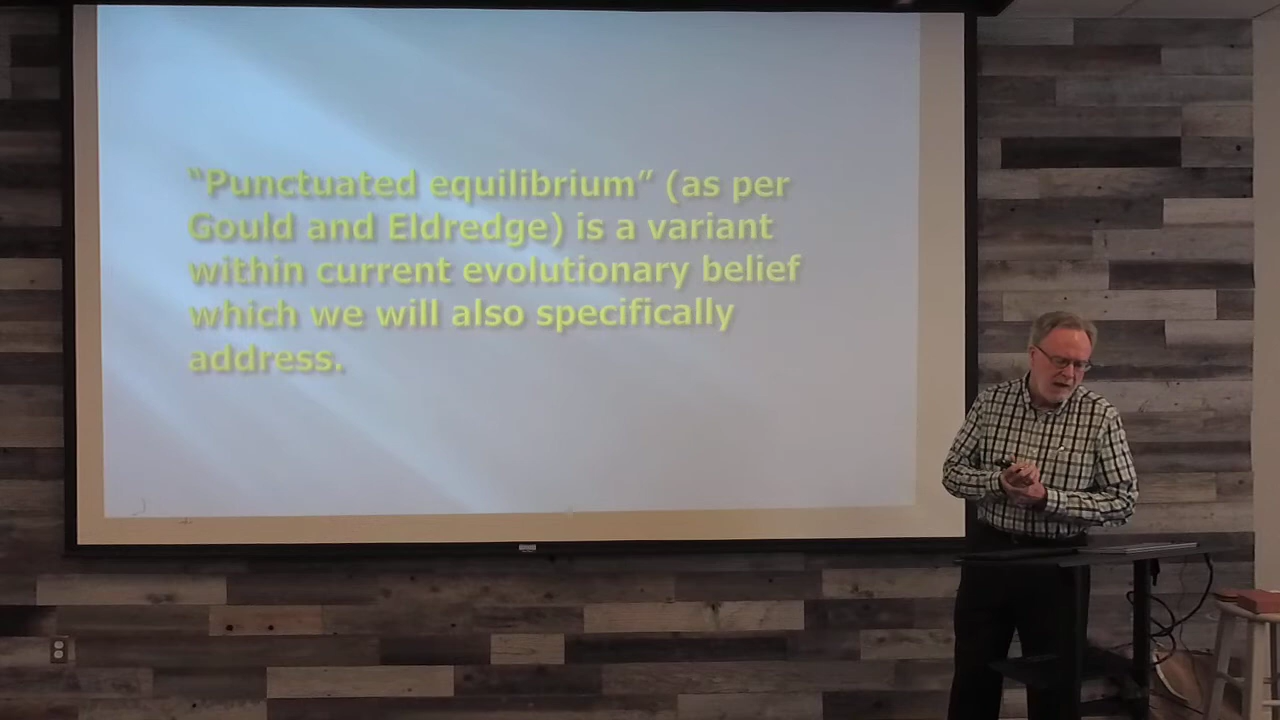 “Punctuated equilibrium” (as per
Gould and Eldredge) is a variant
within current evolutionary belief
which we will also specifically
address.